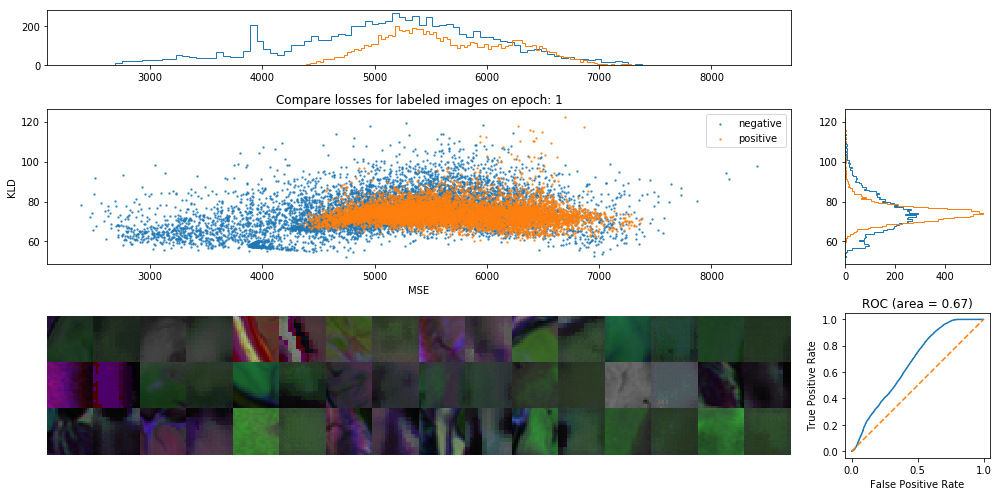 200
0
3000 4000 5000 6000 7000 8000
Compare losses for labeled images on epoch: 1
120
100
80
60
KLD
negative
positive
3000 4000 5000 6000 7000 8000
MSE
120
100
80
60
0 200 400
ROC (area = 0.67)
1.0
0.8
0.6
0.4
0.2
0.0
True Positive Rate
0.0 0.5 1.0
False Positive Rate